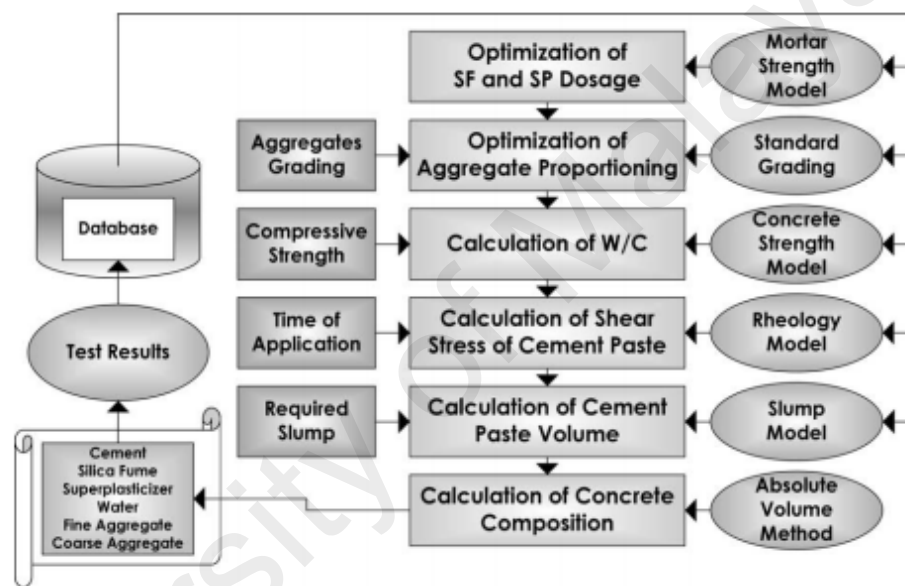 Optimization of
SF and SP Dosage
Mortar
Strength
Model
Aggregates
Grading
Optimization of
Aggregate Proportioning
Standard
Grading
Database
Compressive
Strength
Calculation of W/C
Concrete
Strength
Model
Test Results
Time of
Application
Calculation of Shear
Stress of Cement Paste
Rheology
Model
Required
Slump
Calculation of Cement
Paste Volume
Slump
Model
Cement
Silica Fume
Superplasticizer
Water
Fine Aggregate
Coarse Aggregate
Calculation of Concrete
Composition
Absolute
Volume
Method
ersity of Malaya